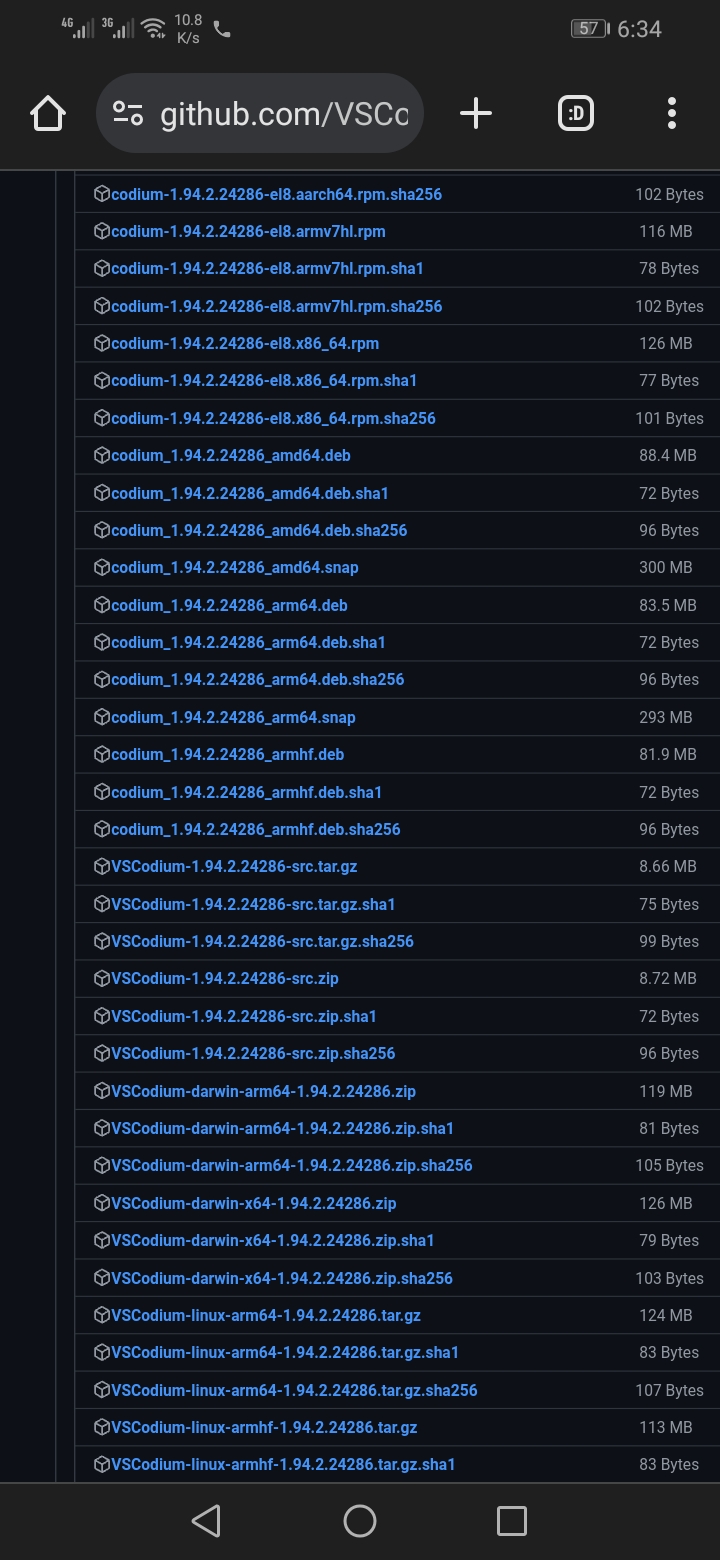 4G 3G 10.8 K/s 57 6:34
github.com/VSCo :D
codium-1.94.2.24286-el8.aarch64.rpm.sha256 102 Bytes
codium-1.94.2.24286-el8.armv7hl.rpm 116 MB
codium-1.94.2.24286-el8.armv7hl.rpm.sha1 78 Bytes
codium-1.94.2.24286-el8.armv7hl.rpm.sha256 102 Bytes
codium-1.94.2.24286-el8.x86_64.rpm 126 MB
codium-1.94.2.24286-el8.x86_64.rpm.sha1 77 Bytes
codium-1.94.2.24286-el8.x86_64.rpm.sha256 101 Bytes
codium_1.94.2.24286_amd64.deb 88.4 MB
codium_1.94.2.24286_amd64.deb.sha1 72 Bytes
codium_1.94.2.24286_amd64.deb.sha256 96 Bytes
codium_1.94.2.24286_amd64.snap 300 MB
codium_1.94.2.24286_arm64.deb 83.5 MB
codium_1.94.2.24286_arm64.deb.sha1 72 Bytes
codium_1.94.2.24286_arm64.deb.sha256 96 Bytes
codium_1.94.2.24286_arm64.snap 293 MB
codium_1.94.2.24286_armhf.deb 81.9 MB
codium_1.94.2.24286_armhf.deb.sha1 72 Bytes
codium_1.94.2.24286_armhf.deb.sha256 96 Bytes
VSCodium-1.94.2.24286-src.tar.gz 8.66 MB
VSCodium-1.94.2.24286-src.tar.gz.sha1 75 Bytes
VSCodium-1.94.2.24286-src.tar.gz.sha256 99 Bytes
VSCodium-1.94.2.24286-src.zip 8.72 MB
VSCodium-1.94.2.24286-src.zip.sha1 72 Bytes
VSCodium-1.94.2.24286-src.zip.sha256 96 Bytes
VSCodium-darwin-arm64-1.94.2.24286.zip 119 MB
VSCodium-darwin-arm64-1.94.2.24286.zip.sha1 81 Bytes
VSCodium-darwin-arm64-1.94.2.24286.zip.sha256 105 Bytes
VSCodium-darwin-x64-1.94.2.24286.zip 126 MB
VSCodium-darwin-x64-1.94.2.24286.zip.sha1 79 Bytes
VSCodium-darwin-x64-1.94.2.24286.zip.sha256 103 Bytes
VSCodium-linux-arm64-1.94.2.24286.tar.gz 124 MB
VSCodium-linux-arm64-1.94.2.24286.tar.gz.sha1 83 Bytes
VSCodium-linux-arm64-1.94.2.24286.tar.gz.sha256 107 Bytes
VSCodium-linux-armhf-1.94.2.24286.tar.gz 113 MB
VSCodium-linux-armhf-1.94.2.24286.tar.gz.sha1 83 Bytes